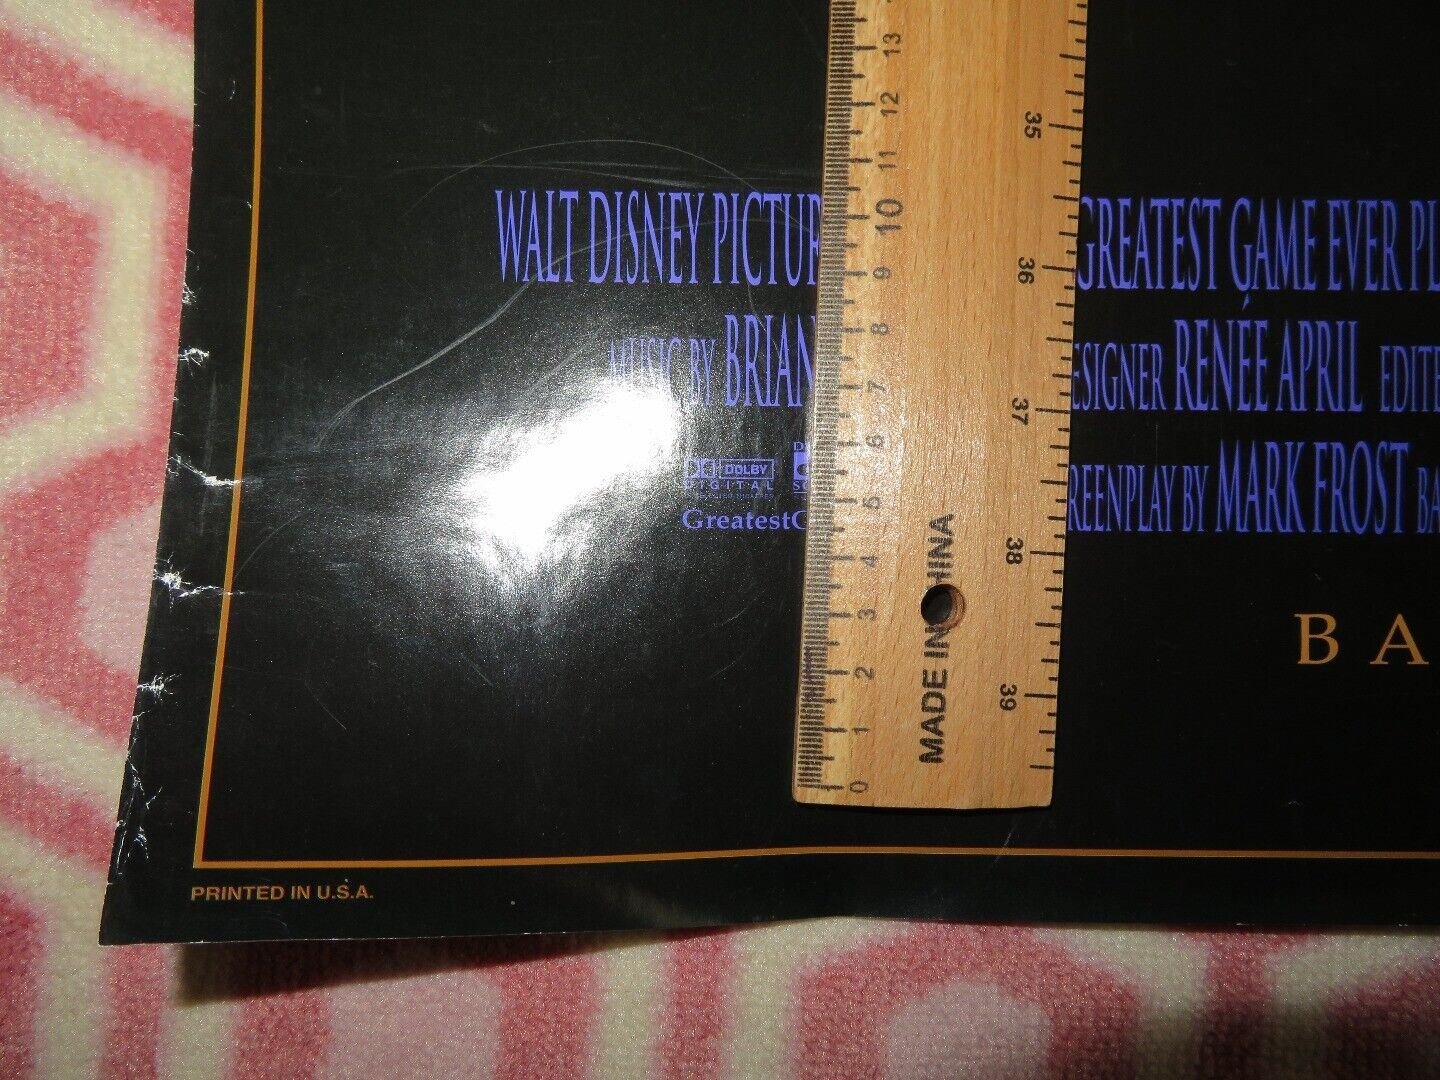 WALT DISNEY PICTUR GREATEST GAME EVER PL
MUSIC BY BRIAN ESIGNER RENÉE APRIL EDITE
REENPLAY BY MARK FROST BA
DOLBY
DIGITAL
GreatestG
BA
PRINTED IN U.S.A.
13
12
11
10
9
8
7
6
5
4
3
2
1
0
35
36
37
38
39
MADE IN CHINA